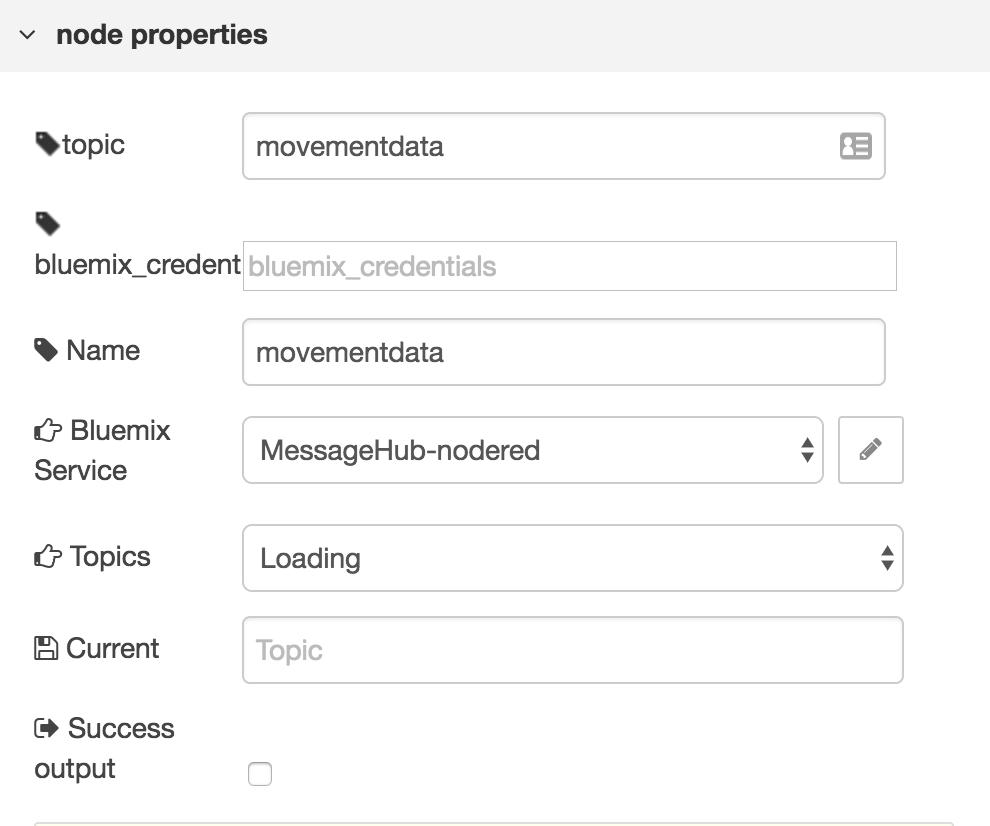 node properties
topic
movementdata
bluemix_credent
bluemix_credentials
Name
movementdata
Bluemix
Service
MessageHub-nodered
Topics
Loading
Current
Topic
Success
output